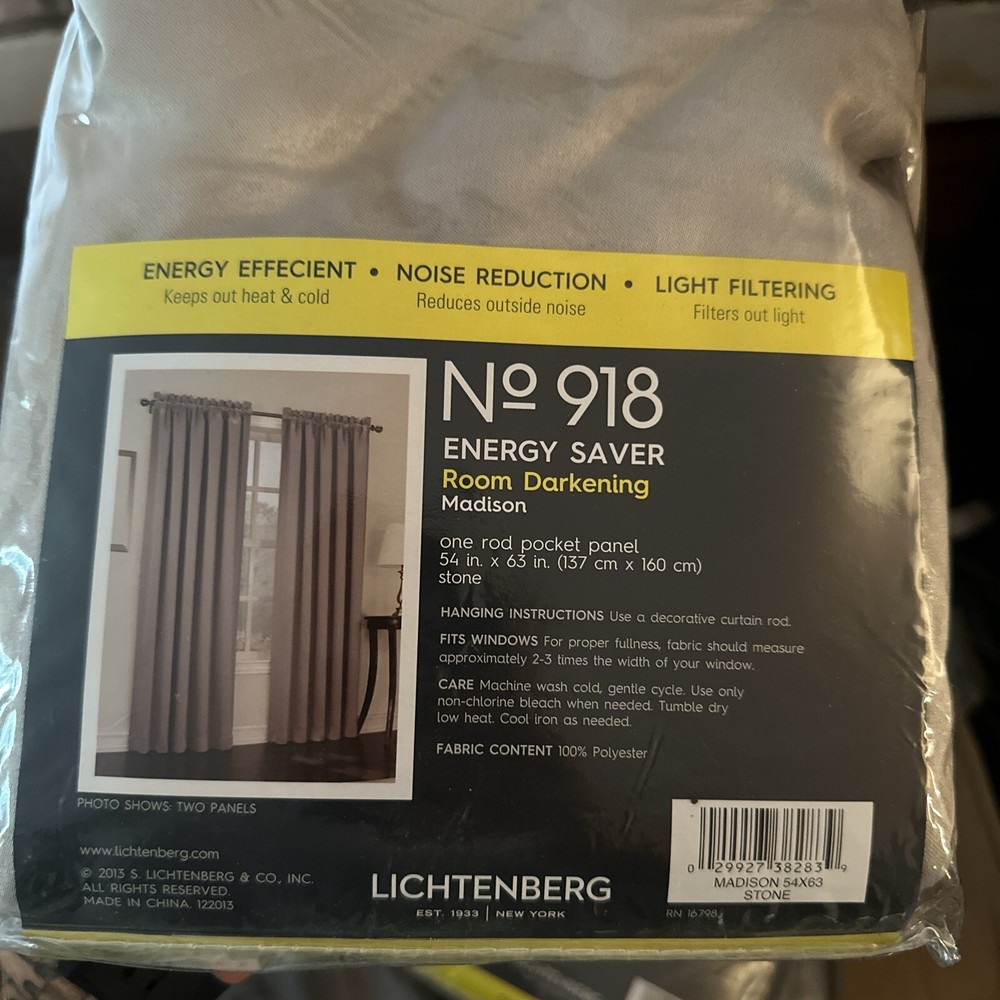 ENERGY EFFECIENT • NOISE REDUCTION • LIGHT FILTERING
Keeps out heat & cold Reduces outside noise Filters out light
Nº 918
ENERGY SAVER
Room Darkening
Madison
one rod pocket panel
54 in. x 63 in. (137 cm x 160 cm)
stone
HANGING INSTRUCTIONS Use a decorative curtain rod.
FITS WINDOWS For proper fullness, fabric should measure
approximately 2-3 times the width of your window.
CARE Machine wash cold, gentle cycle. Use only
non-chlorine bleach when needed. Tumble dry
low heat. Cool iron as needed.
FABRIC CONTENT 100% Polyester
PHOTO SHOWS: TWO PANELS
www.lichtenberg.com
© 2013 S. LICHTENBERG & CO., INC.
ALL RIGHTS RESERVED.
MADE IN CHINA. 122013
LICHTENBERG
EST. 1933 | NEW YORK
0 29927 38283 9
MADISON 54X63
STONE
RN 16798